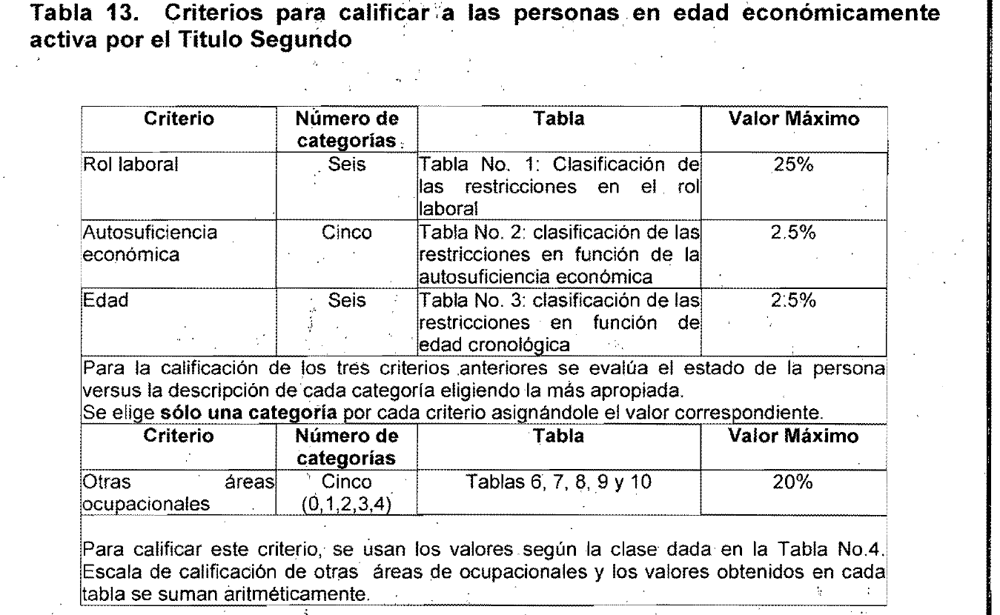 Tabla 13. Criterios para calificar a las personas en edad económicamente
activa por el Titulo Segundo
Criterio Número de categorías Tabla Valor Máximo
Rol laboral Seis Tabla No. 1: Clasificación de
las restricciones en el rol
laboral 25%
Autosuficiencia
económica Cinco Tabla No. 2: clasificación de las
restricciones en función de la
autosuficiencia económica 2.5%
Edad Seis Tabla No. 3: clasificación de las
restricciones en función de
edad cronológica 2.5%
Para la calificación de los tres criterios anteriores se evalúa el estado de la persona
versus la descripción de cada categoría eligiendo la más apropiada.
Se elige sólo una categoría por cada criterio asignándole el valor correspondiente.
Criterio Número de categorías Tabla Valor Máximo
Otras áreas
ocupacionales Cinco
(0,1,2,3,4) Tablas 6, 7, 8, 9 y 10 20%
Para calificar este criterio, se usan los valores según la clase dada en la Tabla No.4.
Escala de calificación de otras áreas de ocupacionales y los valores obtenidos en cada
tabla se suman aritméticamente.